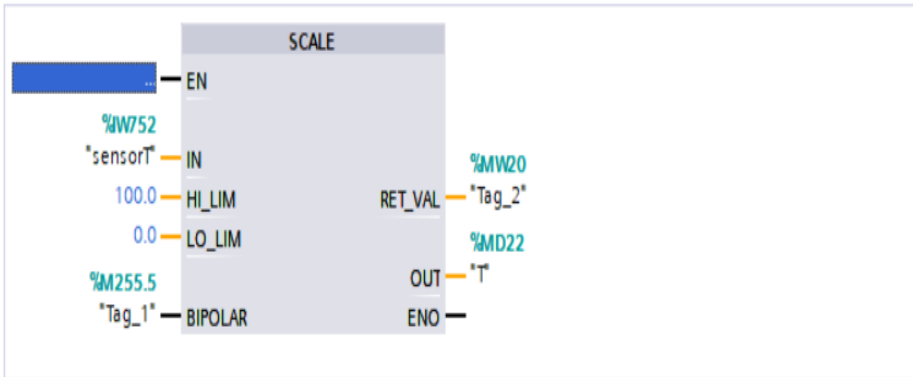 SCALE
... EN
%IW752
"sensorT" IN
%MW20
100.0 HI_LIM RET_VAL "Tag_2"
0.0 LO_LIM
%MD22
OUT "T"
%M255.5
"Tag_1" BIPOLAR ENO